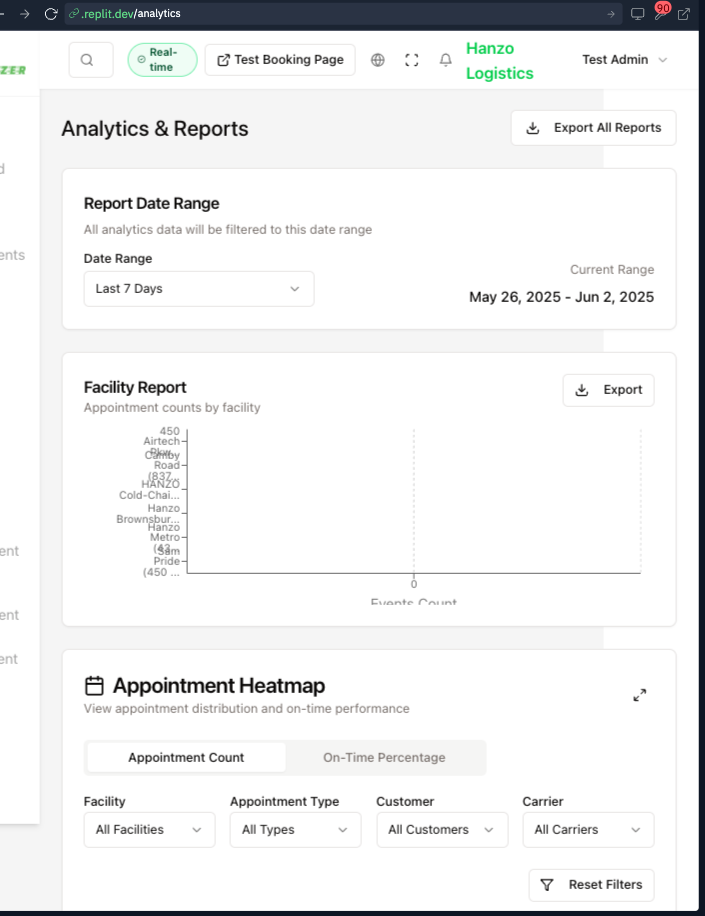 .replit.dev/analytics
90
ZER
Real-time
Test Booking Page
Hanzo Logistics
Test Admin
Analytics & Reports
Export All Reports
Report Date Range
All analytics data will be filtered to this date range
Date Range
Last 7 Days
Current Range
May 26, 2025 - Jun 2, 2025
Facility Report
Export
Appointment counts by facility
450
Airtech
Pkw...
Camby
Road
(837...
HANZO
Cold-Chai...
Hanzo
Brownsbur...
Hanzo
Metro
(43...
Sam
Pride
(450 ...
0
Events Count
Appointment Heatmap
View appointment distribution and on-time performance
Appointment Count
On-Time Percentage
Facility
Appointment Type
Customer
Carrier
All Facilities
All Types
All Customers
All Carriers
Reset Filters
d
ents
ent
ent
ent